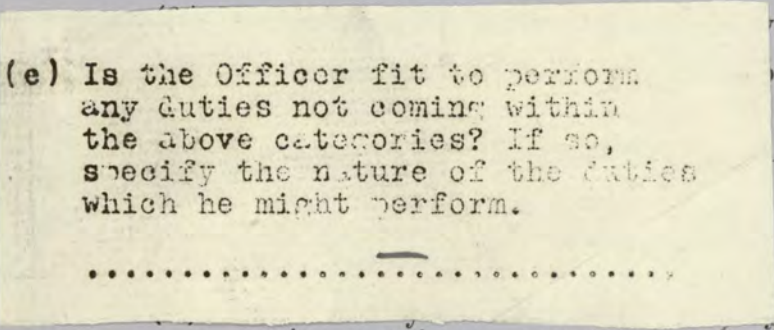 (e) Is the Officer fit to perform
any duties not coming within
the above categories? If so,
specify the nature of the duties
which he might perform.
—
....................................